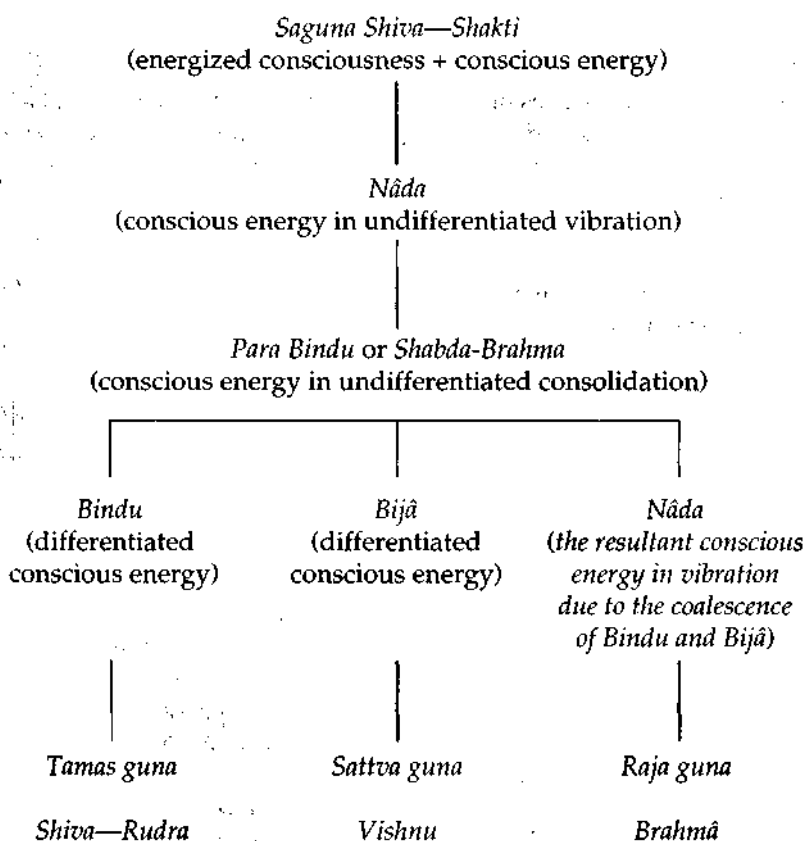 Saguna Shiva—Shakti
(energized consciousness + conscious energy)
Nâda
(conscious energy in undifferentiated vibration)
Para Bindu or Shabda-Brahma
(conscious energy in undifferentiated consolidation)
Bindu
(differentiated
conscious energy)
Bijâ
(differentiated
conscious energy)
Nâda
(the resultant conscious
energy in vibration
due to the coalescence
of Bindu and Bijâ)
Tamas guna
Sattva guna
Raja guna
Shiva—Rudra
Vishnu
Brahmâ